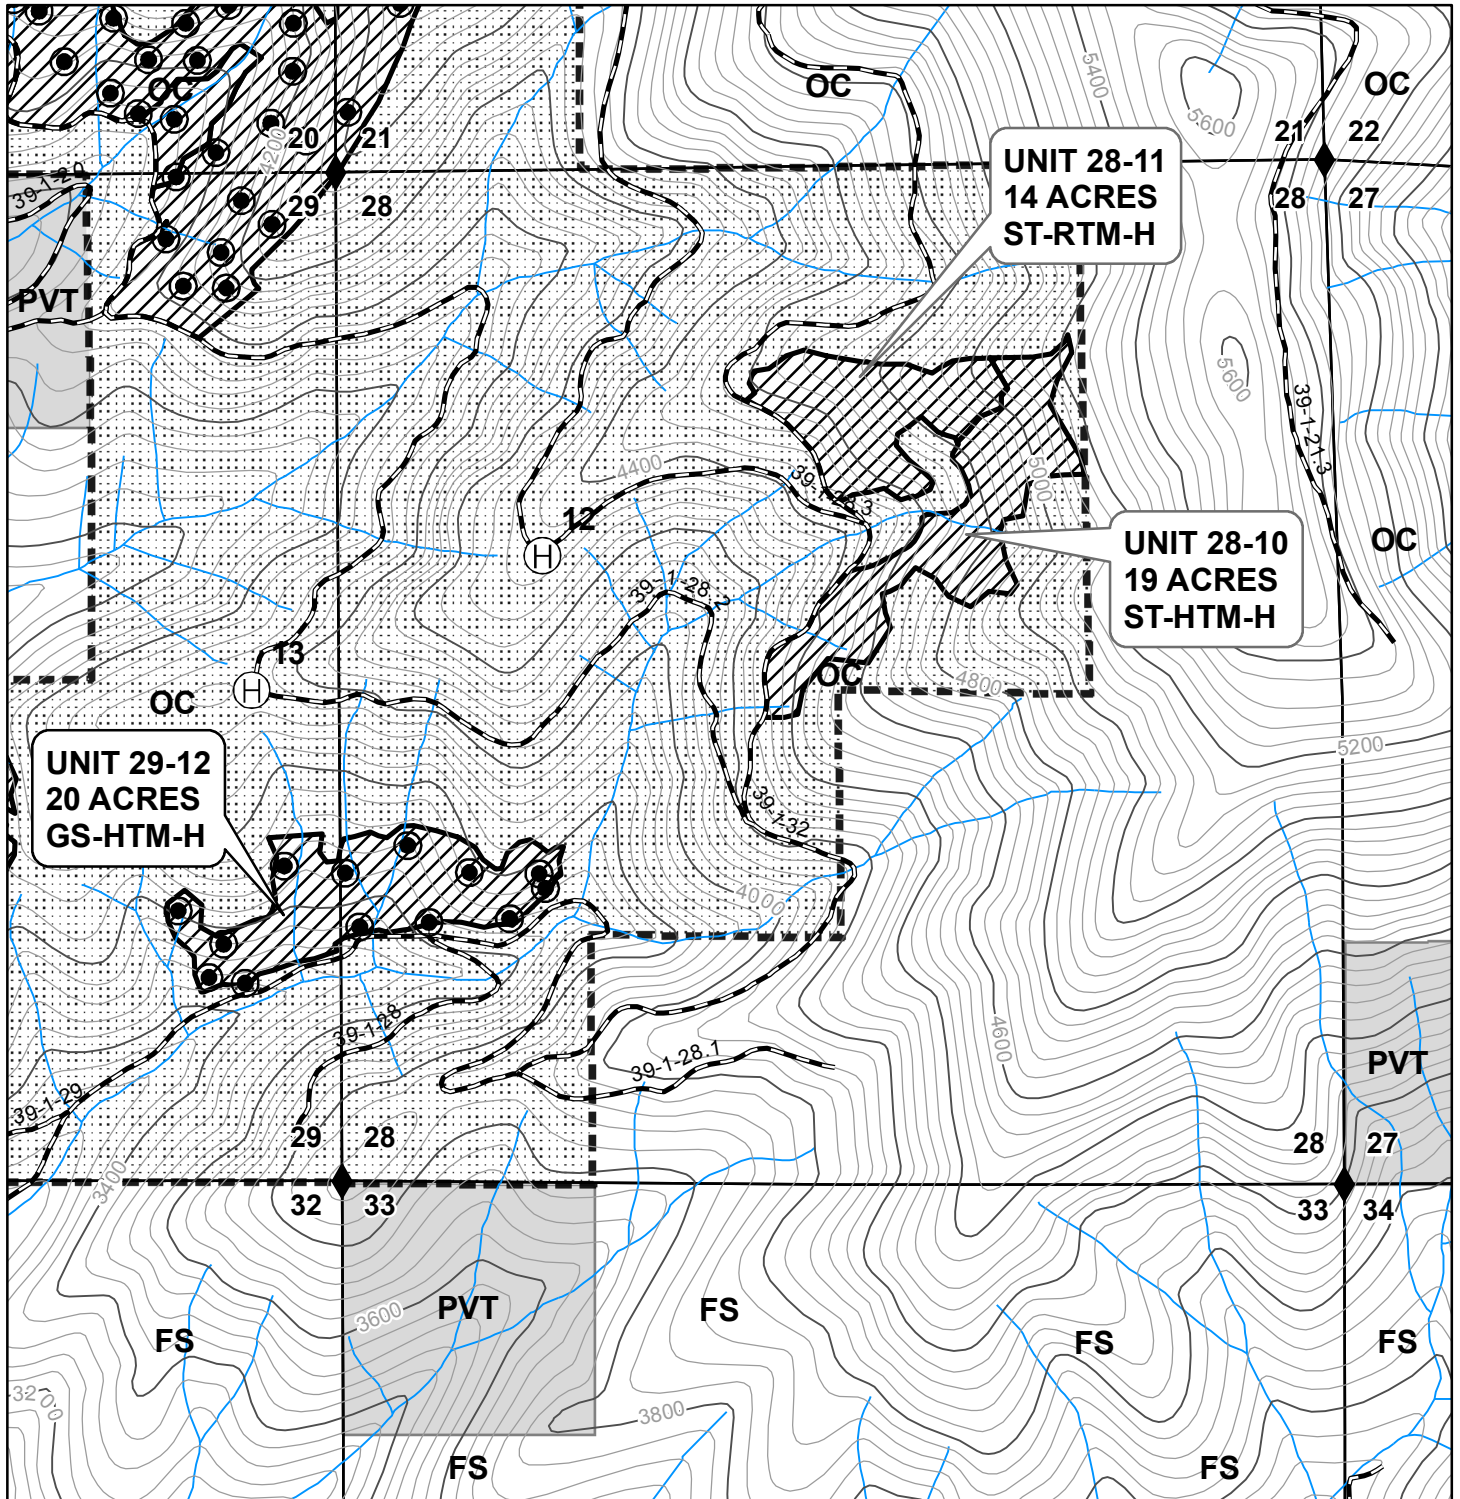 OC
OC
OC
5400
5600
20
21
21
22
4200
UNIT 28-11
14 ACRES
ST-RTM-H
39-1-20
29
28
28
27
PVT
5600
39-1-21.3
4400
39-1-28.3
5000
12
H
UNIT 28-10
19 ACRES
ST-HTM-H
OC
39-1-28.2
13
H
OC
OC
4800
5200
UNIT 29-12
20 ACRES
GS-HTM-H
39-1-32
4000
39-1-28
4600
39-1-28.1
PVT
39-1-29
29
28
28
27
3400
32
33
33
34
3600
PVT
FS
FS
FS
FS
3200
3800
FS
FS